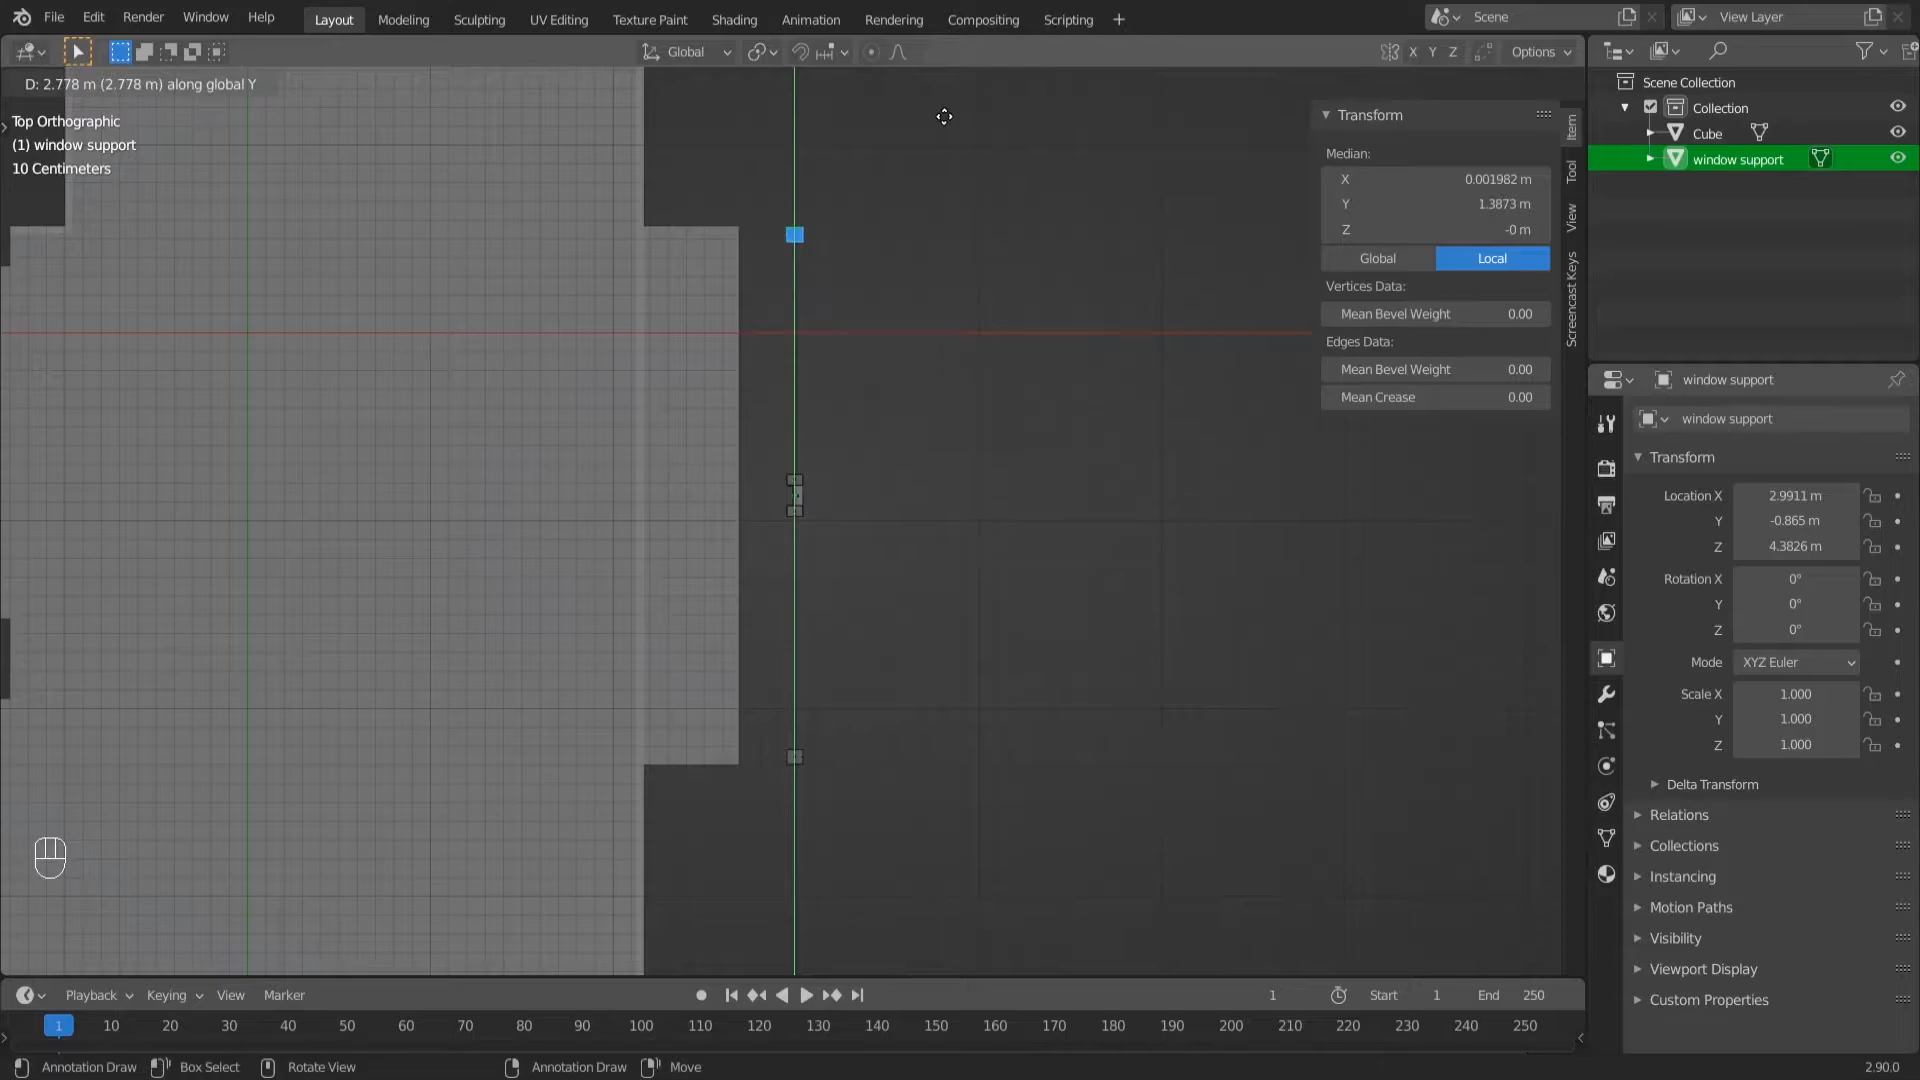 File Edit Render Window Help
Layout Modeling Sculpting UV Editing Texture Paint Shading Animation Rendering Compositing Scripting +
Scene
View Layer
Global
X Y Z
Options
D: 2.778 m (2.778 m) along global Y
Top Orthographic
(1) window support
10 Centimeters
Transform
Median:
X 0.001982 m
Y 1.3873 m
Z -0 m
Global Local
Vertices Data:
Mean Bevel Weight 0.00
Edges Data:
Mean Bevel Weight 0.00
Mean Crease 0.00
Item
Tool
View
Screencast Keys
Scene Collection
Collection
Cube
window support
window support
window support
Transform
Location X 2.9911 m
Y -0.865 m
Z 4.3826 m
Rotation X 0°
Y 0°
Z 0°
Mode XYZ Euler
Scale X 1.000
Y 1.000
Z 1.000
Delta Transform
Relations
Collections
Instancing
Motion Paths
Visibility
Viewport Display
Custom Properties
Playback Keying View Marker
1 Start 1 End 250
1 10 20 30 40 50 60 70 80 90 100 110 120 130 140 150 160 170 180 190 200 210 220 230 240 250
Annotation Draw Box Select Rotate View Annotation Draw Move
2.90.0